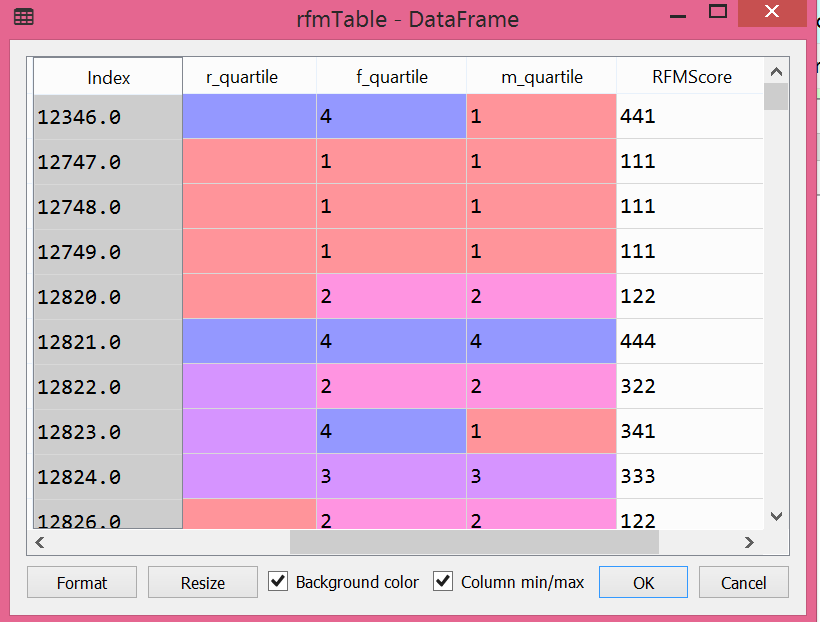 rfmTable - DataFrame
Index r_quartile f_quartile m_quartile RFMScore
12346.0 4 1 441
12747.0 1 1 111
12748.0 1 1 111
12749.0 1 1 111
12820.0 2 2 122
12821.0 4 4 444
12822.0 2 2 322
12823.0 4 1 341
12824.0 3 3 333
12826.0 2 2 122
Format Resize Background color Column min/max OK Cancel